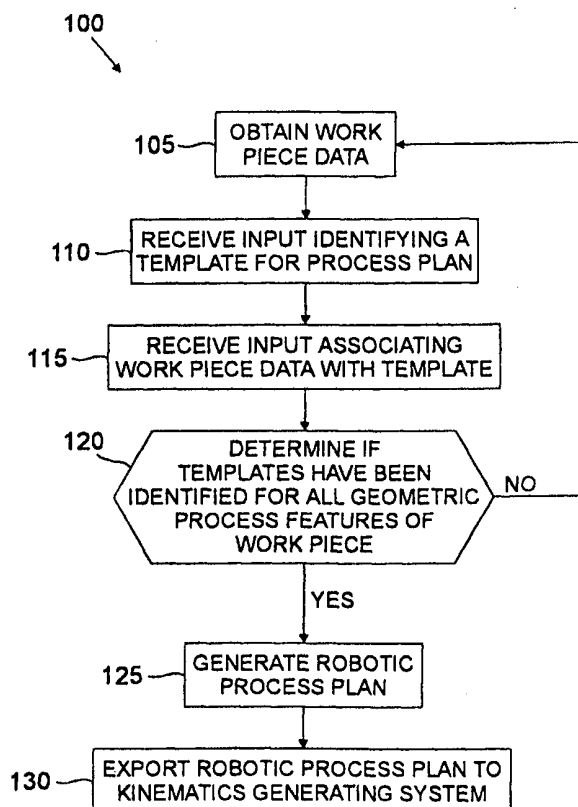 100
105
OBTAIN WORK
PIECE DATA
110
RECEIVE INPUT IDENTIFYING A
TEMPLATE FOR PROCESS PLAN
115
RECEIVE INPUT ASSOCIATING
WORK PIECE DATA WITH TEMPLATE
120
DETERMINE IF
TEMPLATES HAVE BEEN
IDENTIFIED FOR ALL GEOMETRIC
PROCESS FEATURES OF
WORK PIECE
NO
YES
125
GENERATE ROBOTIC
PROCESS PLAN
130
EXPORT ROBOTIC PROCESS PLAN TO
KINEMATICS GENERATING SYSTEM